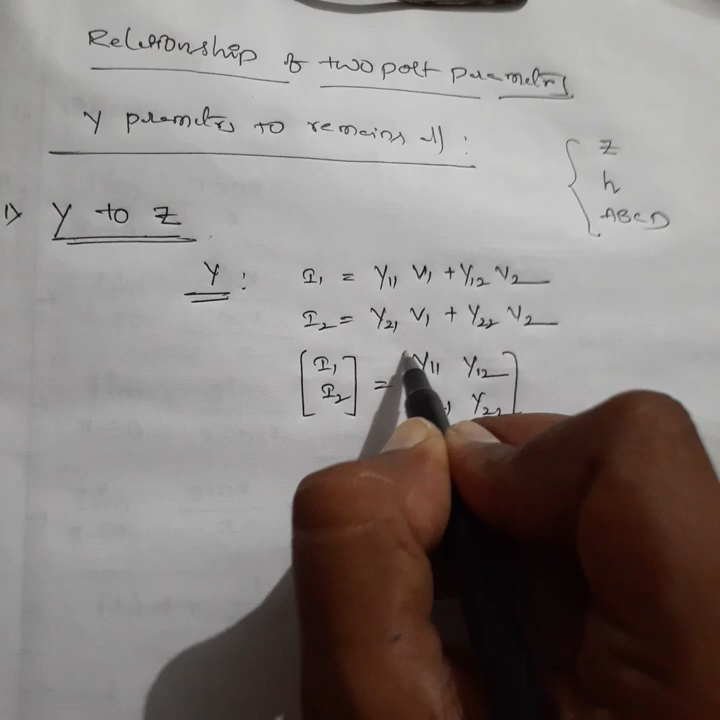 Relationship of two port parameters
Y parameters to remains all :
{ Z
h
ABCD
1) Y to Z
Y : I₁ = Y₁₁ V₁ + Y₁₂ V₂
I₂ = Y₂₁ V₁ + Y₂₂ V₂
[I₁ = Y₁₁ Y₁₂]
[I₂] , Y₂₂